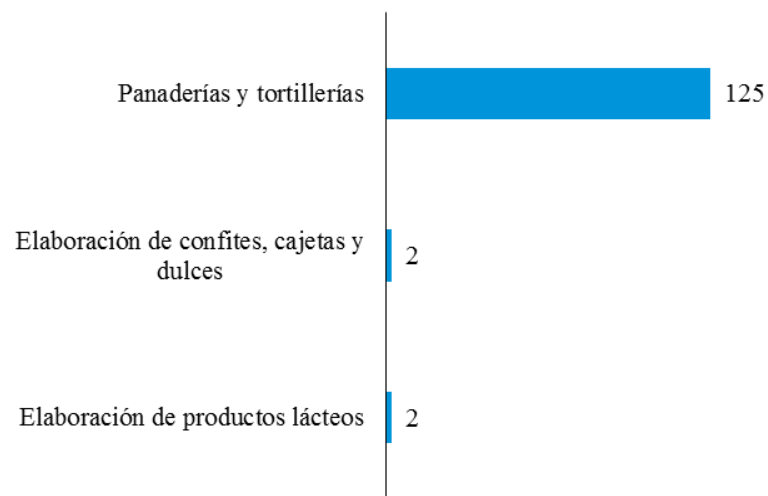 Panaderías y tortillerías
125
Elaboración de confites, cajetas y
dulces
2
Elaboración de productos lácteos
2